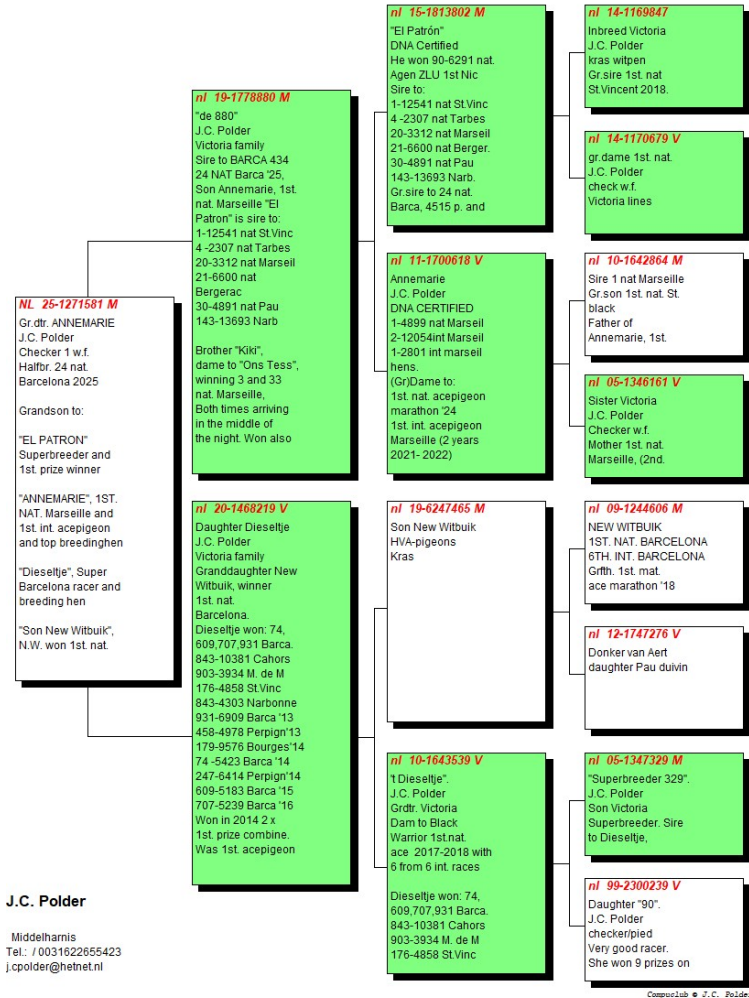 NL 25-1271581 M
Gr.dtr. ANNEMARIE
J.C. Polder
Checker 1 w.f.
Halfbr. 24 nat.
Barcelona 2025
Grandson to:
"EL PATRON"
Superbreeder and
1st. prize winner
"ANNEMARIE", 1ST.
NAT. Marseille and
1st. int. acepigeon
and top breedinghen
"Dieseltje", Super
Barcelona racer and
breeding hen
"Son New Witbuik",
N.W. won 1st. nat.
nl 19-1778880 M
"de 880"
J.C. Polder
Victoria family
Sire to BARCA 434
24 NAT Barca '25,
Son Annemarie, 1st.
nat. Marseille "El
Patron" is sire to:
1-12541 nat St.Vinc
4 -2307 nat Tarbes
20-3312 nat Marseil
21-6600 nat
Bergerac
30-4891 nat Pau
143-13693 Narb
Brother "Kiki",
dame to "Ons Tess",
winning 3 and 33
nat. Marseille,
Both times arriving
in the middle of
the night. Won also
nl 20-1468219 V
Daughter Dieseltje
J.C. Polder
Victoria family
Granddaughter New
Witbuik, winner
1st. nat.
Barcelona.
Dieseltje won: 74,
609,707,931 Barca.
843-10381 Cahors
903-3934 M. de M
176-4858 St.Vinc
843-4303 Narbonne
931-6909 Barca '13
458-4978 Perpign'13
179-9576 Bourges'14
74 -5423 Barca '14
247-6414 Perpign'14
609-5183 Barca '15
707-5239 Barca '16
Won in 2014 2 x
1st. prize combine.
Was 1st. acepigeon
nl 15-1813802 M
"El Patrón"
DNA Certified
He won 90-6291 nat.
Agen ZLU 1st Nic
Sire to:
1-12541 nat St.Vinc
4 -2307 nat Tarbes
20-3312 nat Marseil
21-6600 nat Berger.
30-4891 nat Pau
143-13693 Narb.
Gr.sire to 24 nat.
Barca, 4515 p. and
nl 11-1700618 V
Annemarie
J.C. Polder
DNA CERTIFIED
1-4899 nat Marseil
2-12054int Marseil
1-2801 int marseil
hens.
(Gr)Dame to:
1st. nat. acepigeon
marathon '24
1st. int. acepigeon
Marseille (2 years
2021- 2022)
nl 19-6247465 M
Son New Witbuik
HVA-pigeons
Kras
nl 10-1643539 V
't Dieseltje".
J.C. Polder
Grdtr. Victoria
Dam to Black
Warrior 1st.nat.
ace 2017-2018 with
6 from 6 int. races
Dieseltje won: 74,
609,707,931 Barca.
843-10381 Cahors
903-3934 M. de M
176-4858 St.Vinc
nl 14-1169847
Inbreed Victoria
J.C. Polder
kras witpen
Gr.sire 1st. nat
St.Vincent 2018.
nl 14-1170679 V
gr.dame 1st. nat.
J.C. Polder
check w.f.
Victoria lines
nl 10-1642864 M
Sire 1 nat Marseille
Gr.son 1st. nat. St.
black
Father of
Annemarie, 1st.
nl 05-1346161 V
Sister Victoria
J.C. Polder
Checker w.f.
Mother 1st. nat.
Marseille, (2nd.
nl 09-1244606 M
NEW WITBUIK
1ST. NAT. BARCELONA
6TH. INT. BARCELONA
Grfth. 1st. mat.
ace marathon '18
nl 12-1747276 V
Donker van Aert
daughter Pau duivin
nl 05-1347329 M
"Superbreeder 329".
J.C. Polder
Son Victoria
Superbreeder. Sire
to Dieseltje,
nl 99-2300239 V
Daughter "90".
J.C. Polder
checker/pied
Very good racer.
She won 9 prizes on
J.C. Polder
Middelharnis
Tel.: / 0031622655423
j.cpolder@hetnet.nl
Compuclub © J.C. Polder